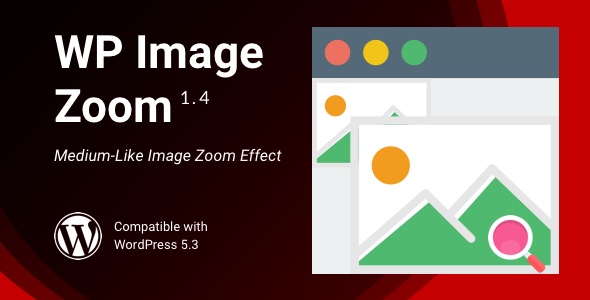 WP Image
Zoom 1.4
Medium-Like Image Zoom Effect
Compatible with
WordPress 5.3